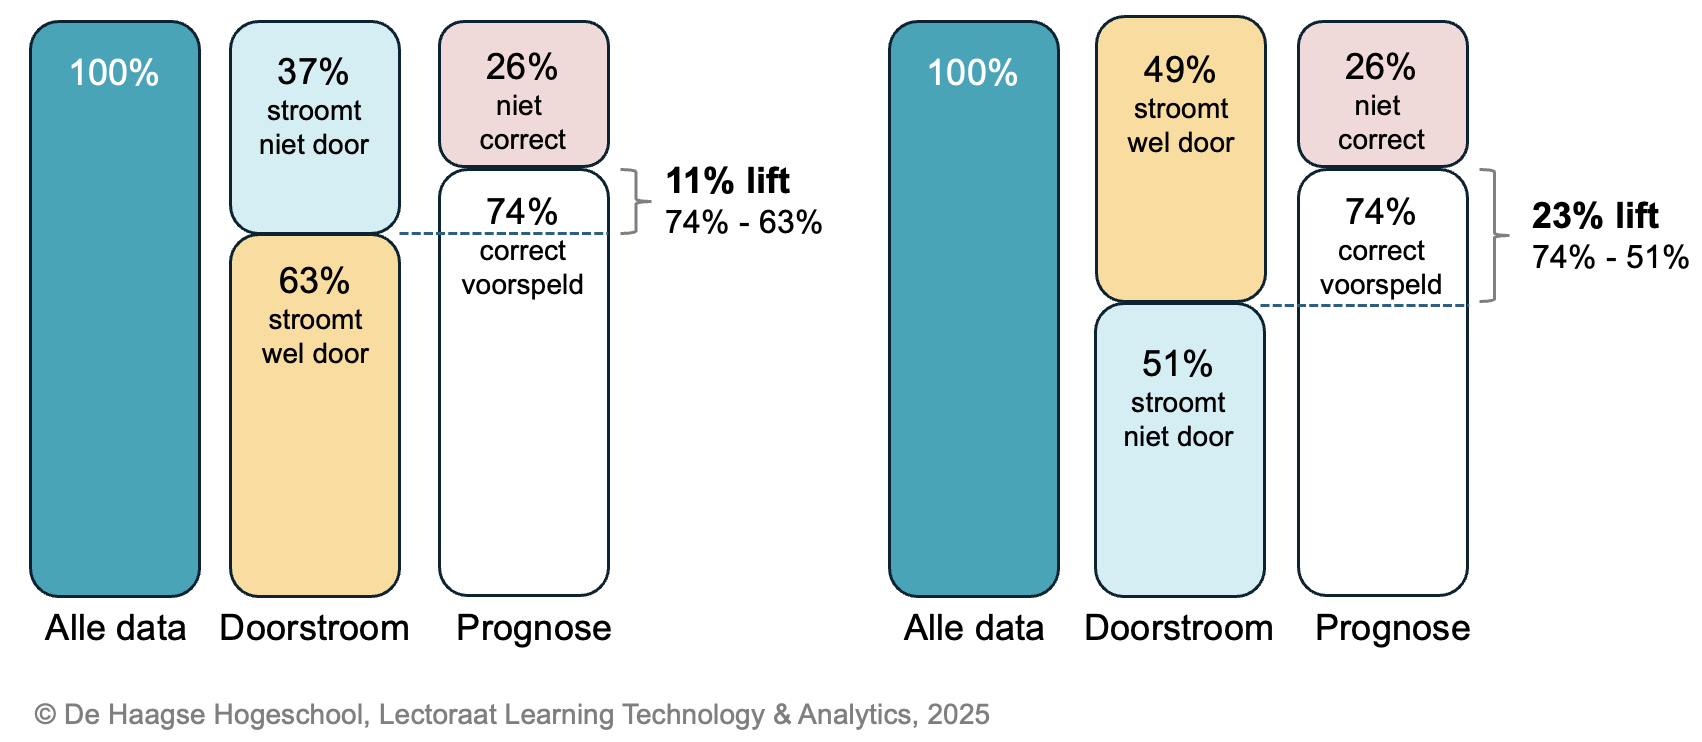 100%
37%
stroomt
niet door
63%
stroomt
wel door
26%
niet
correct
74%
correct
voorspeld
11% lift
74% - 63%
Alle data
Doorstroom
Prognose
100%
49%
stroomt
wel door
51%
stroomt
niet door
26%
niet
correct
74%
correct
voorspeld
23% lift
74% - 51%
Alle data
Doorstroom
Prognose
© De Haagse Hogeschool, Lectoraat Learning Technology & Analytics, 2025